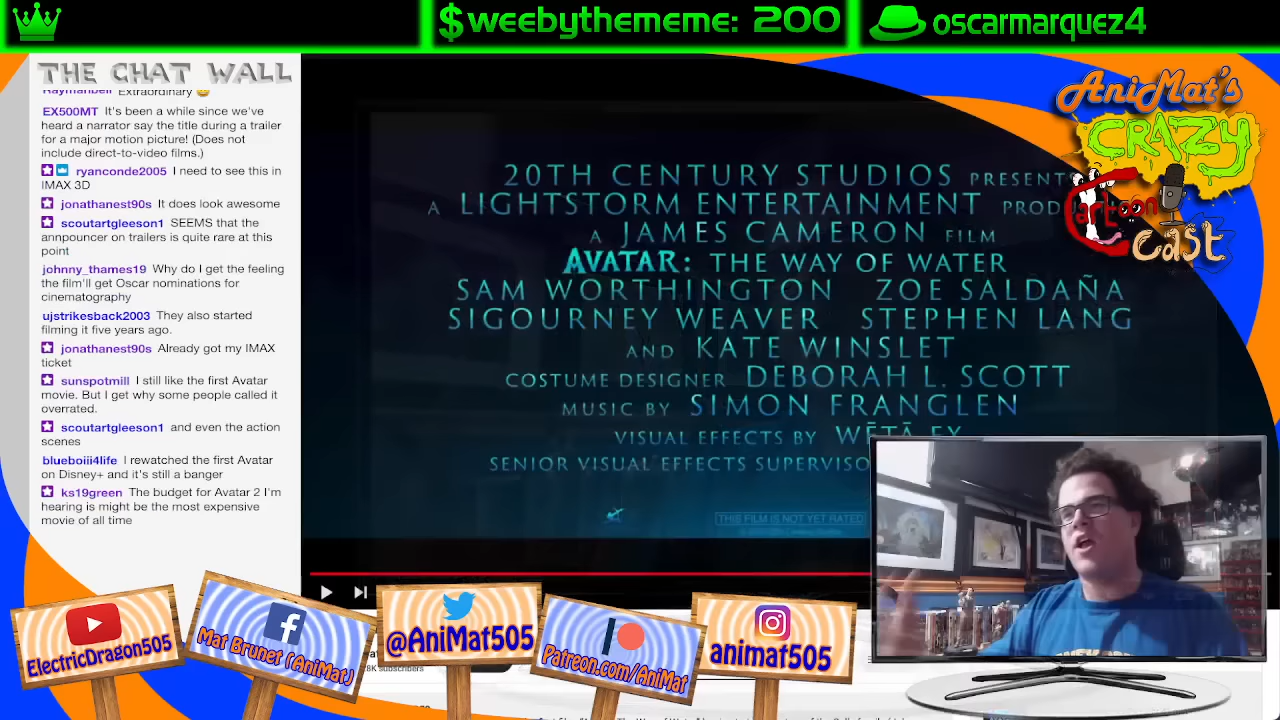 $weebythememe: 200
oscarmarquez4
THE CHAT WALL
Raymanbell Extraordinary
EX500MT It's been a while since we've
heard a narrator say the title during a trailer
for a major motion picture! (Does not
include direct-to-video films.)
ryanconde2005 I need to see this in
IMAX 3D
jonathanest90s It does look awesome
scoutartgleeson1 SEEMS that the
annpouncer on trailers is quite rare at this
point
johnny_thames19 Why do I get the feeling
the film'll get Oscar nominations for
cinematography
ujstrikesback2003 They also started
filming it five years ago.
jonathanest90s Already got my IMAX
ticket
sunspotmill I still like the first Avatar
movie. But I get why some people called it
overrated.
scoutartgleeson1 and even the action
scenes
blueboiii4life I rewatched the first Avatar
on Disney+ and it's still a banger
ks19green The budget for Avatar 2 I'm
hearing is might be the most expensive
movie of all time
20TH CENTURY STUDIOS PRESENTS
A LIGHTSTORM ENTERTAINMENT PROD
A JAMES CAMERON FILM
AVATAR: THE WAY OF WATER
SAM WORTHINGTON ZOE SALDAÑA
SIGOURNEY WEAVER STEPHEN LANG
AND KATE WINSLET
COSTUME DESIGNER DEBORAH L. SCOTT
MUSIC BY SIMON FRANGLEN
VISUAL EFFECTS BY WĒTĀ FX
SENIOR VISUAL EFFECTS SUPERVISO
THIS FILM IS NOT YET RATED
AniMat's
CRAZY
Cartoon
Cast
ElectricDragon505
Mat Brunet (AniMat)
@AniMat505
Patreon.com/AniMat
animat505
8K subscribers